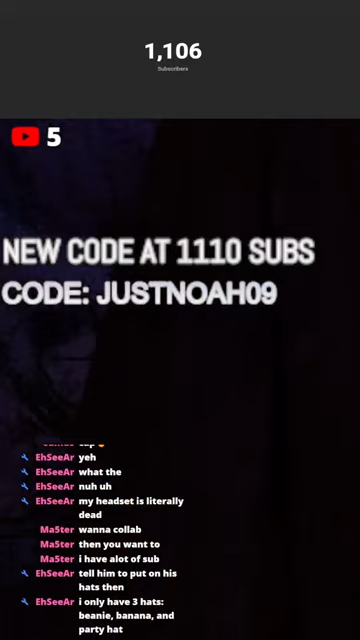 1,106
Subscribers
5
NEW CODE AT 1110 SUBS
CODE: JUSTNOAH09
EhSeeAr yeh
EhSeeAr what the
EhSeeAr nuh uh
EhSeeAr my headset is literally
dead
Ma5ter wanna collab
Ma5ter then you want to
Ma5ter i have alot of sub
EhSeeAr tell him to put on his
hats then
EhSeeAr i only have 3 hats:
beanie, banana, and
party hat